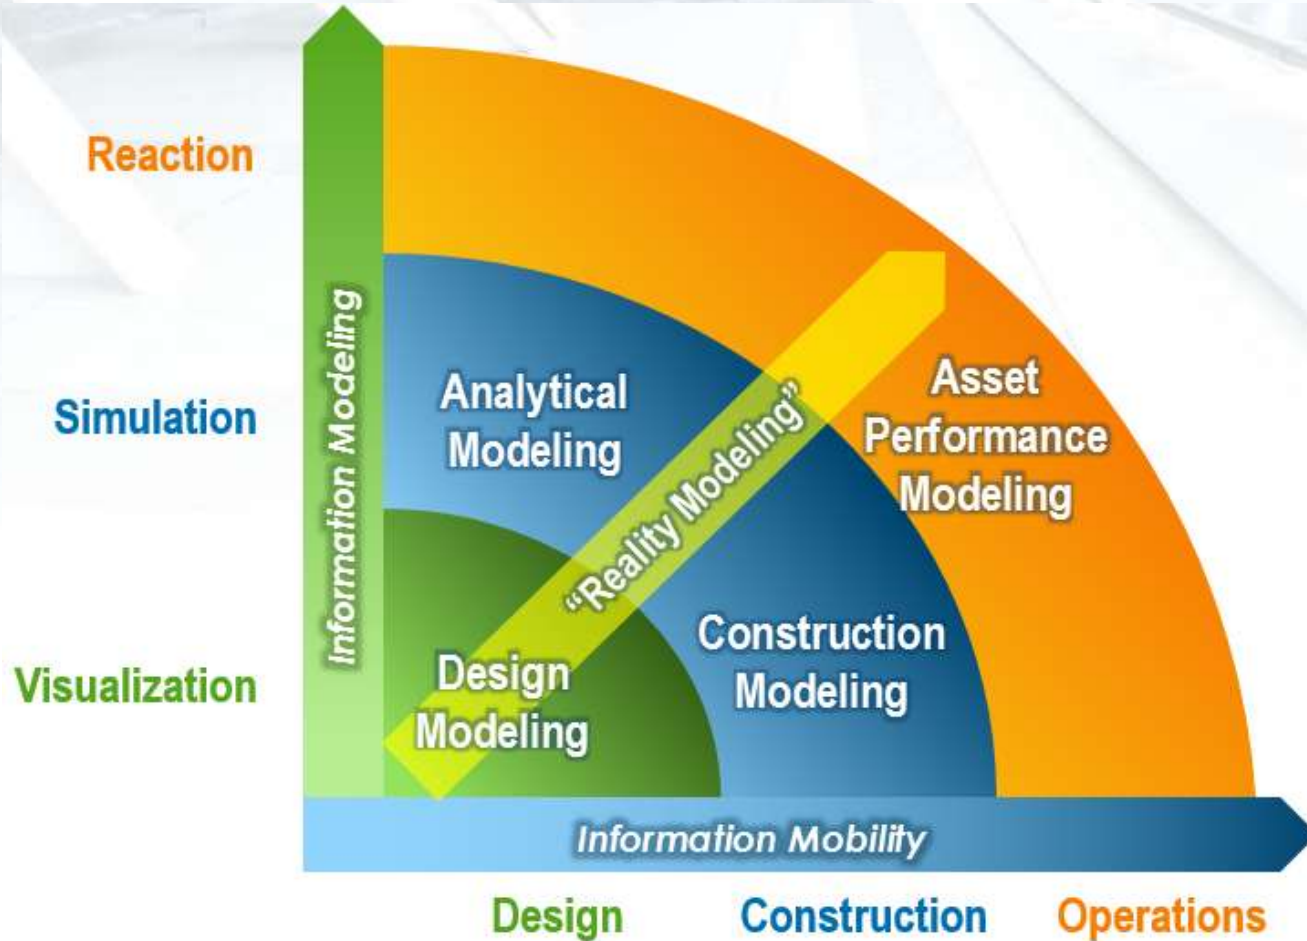 Reaction
Simulation
Visualization
Information Modeling
Analytical
Modeling
"Reality Modeling"
Asset
Performance
Modeling
Design
Modeling
Construction
Modeling
Information Mobility
Design
Construction
Operations